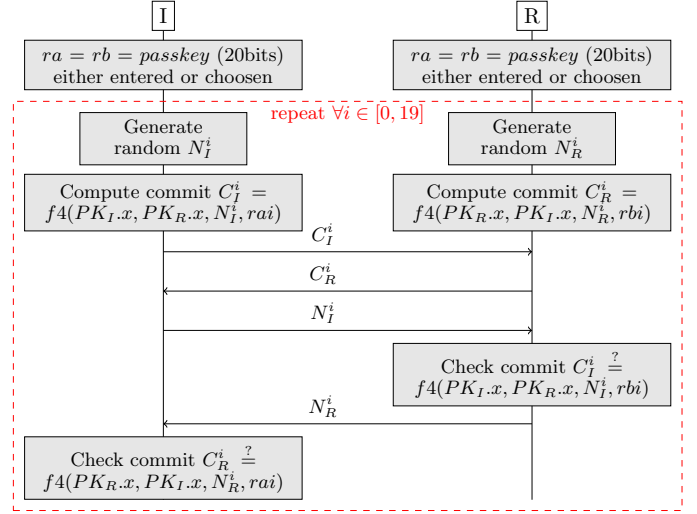 I
R
ra = rb = passkey (20bits)
either entered or choosen
ra = rb = passkey (20bits)
either entered or choosen
repeat ∀i ∈ [0, 19]
Generate
random N_I^i
Generate
random N_R^i
Compute commit C_I^i =
f4(PK_I.x, PK_R.x, N_I^i, rai)
Compute commit C_R^i =
f4(PK_R.x, PK_I.x, N_R^i, rbi)
C_I^i
C_R^i
N_I^i
Check commit C_I^i ?=
f4(PK_I.x, PK_R.x, N_I^i, rbi)
N_R^i
Check commit C_R^i ?=
f4(PK_R.x, PK_I.x, N_R^i, rai)